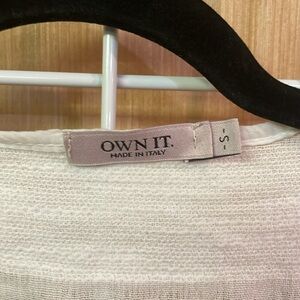 OWN IT.
MADE IN ITALY
- S -